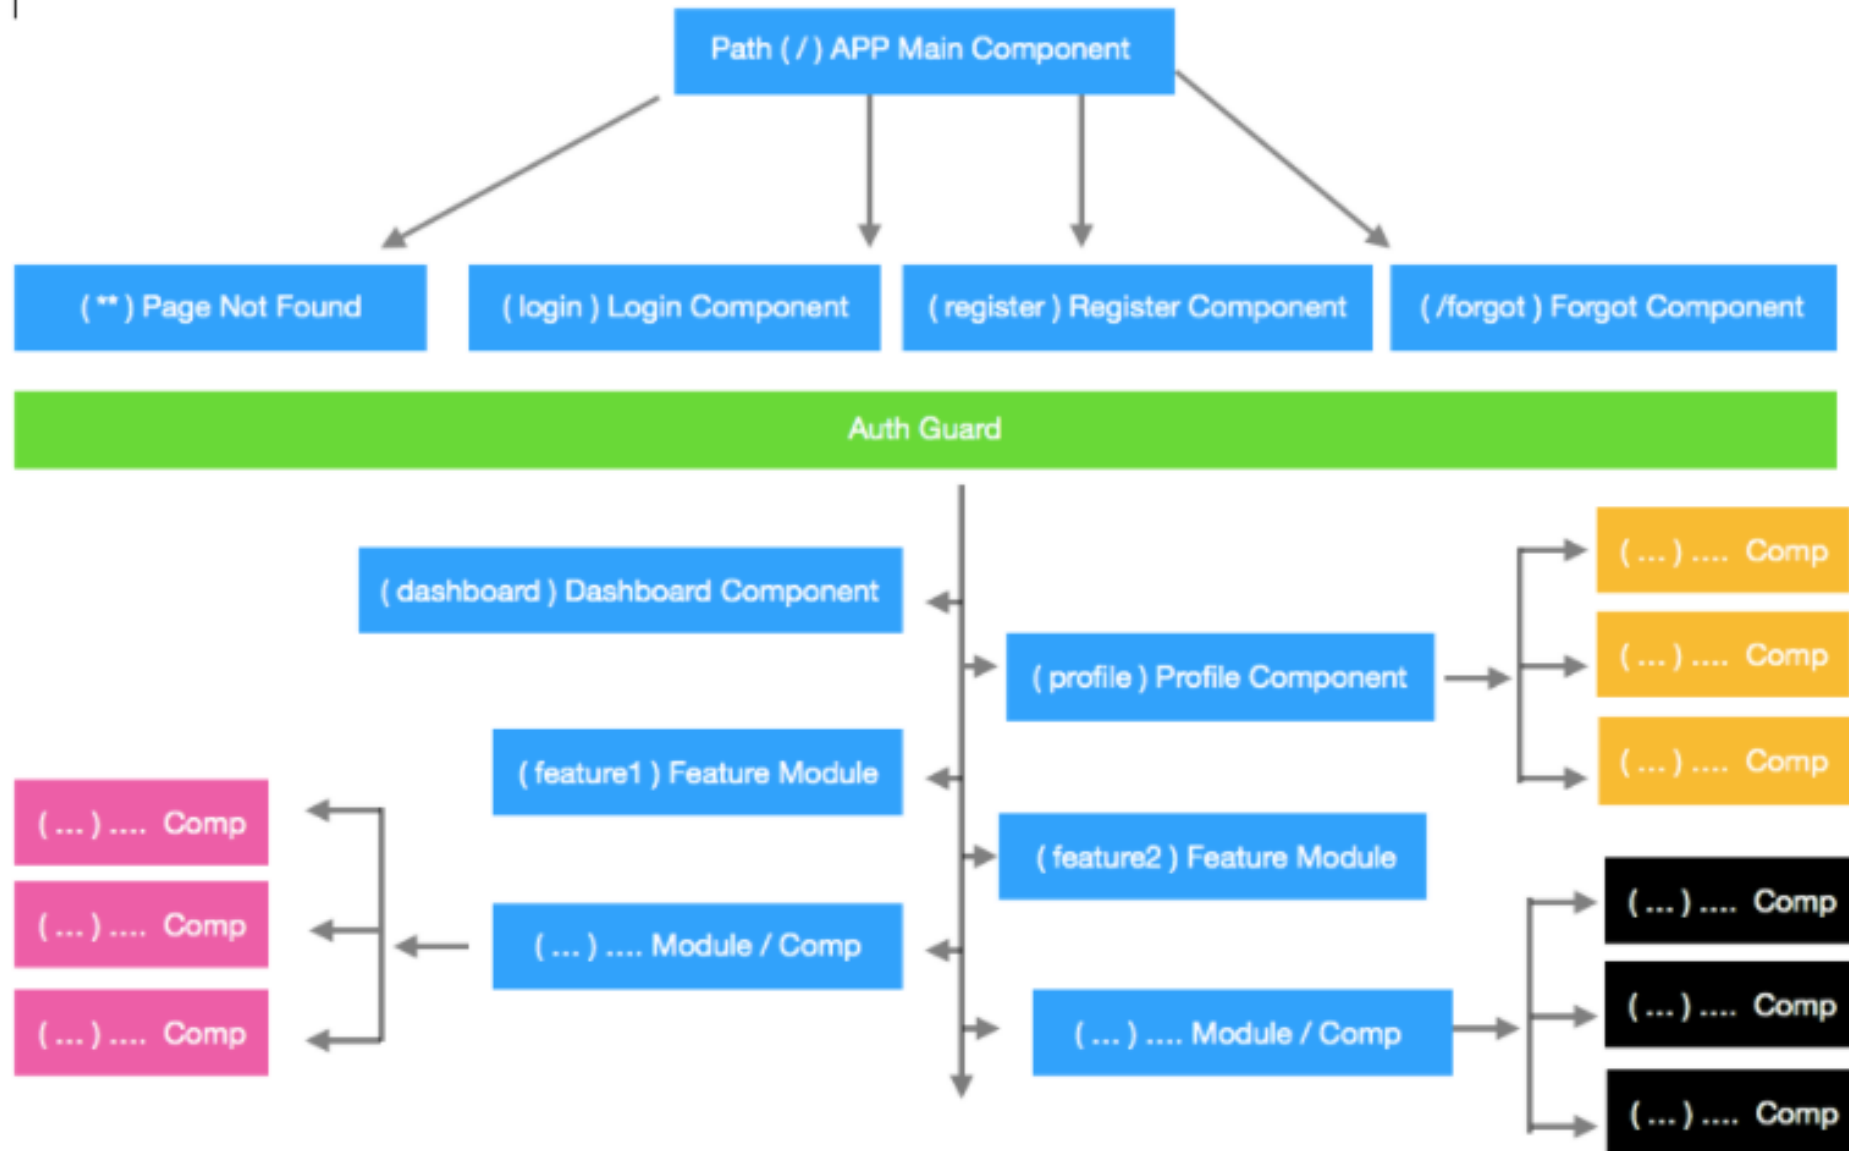 Path ( / ) APP Main Component
( ** ) Page Not Found
( login ) Login Component
( register ) Register Component
( /forgot ) Forgot Component
Auth Guard
( dashboard ) Dashboard Component
( profile ) Profile Component
( ... ) .... Comp
( ... ) .... Comp
( ... ) .... Comp
( feature1 ) Feature Module
( feature2 ) Feature Module
( ... ) .... Module / Comp
( ... ) .... Comp
( ... ) .... Comp
( ... ) .... Comp
( ... ) .... Module / Comp
( ... ) .... Comp
( ... ) .... Comp
( ... ) .... Comp